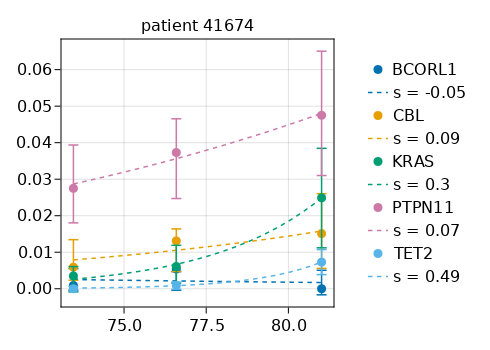 patient 41674
0.06
0.05
0.04
0.03
0.02
0.01
0.00
75.0 77.5 80.0
BCORL1
s = -0.05
CBL
s = 0.09
KRAS
s = 0.3
PTPN11
s = 0.07
TET2
s = 0.49